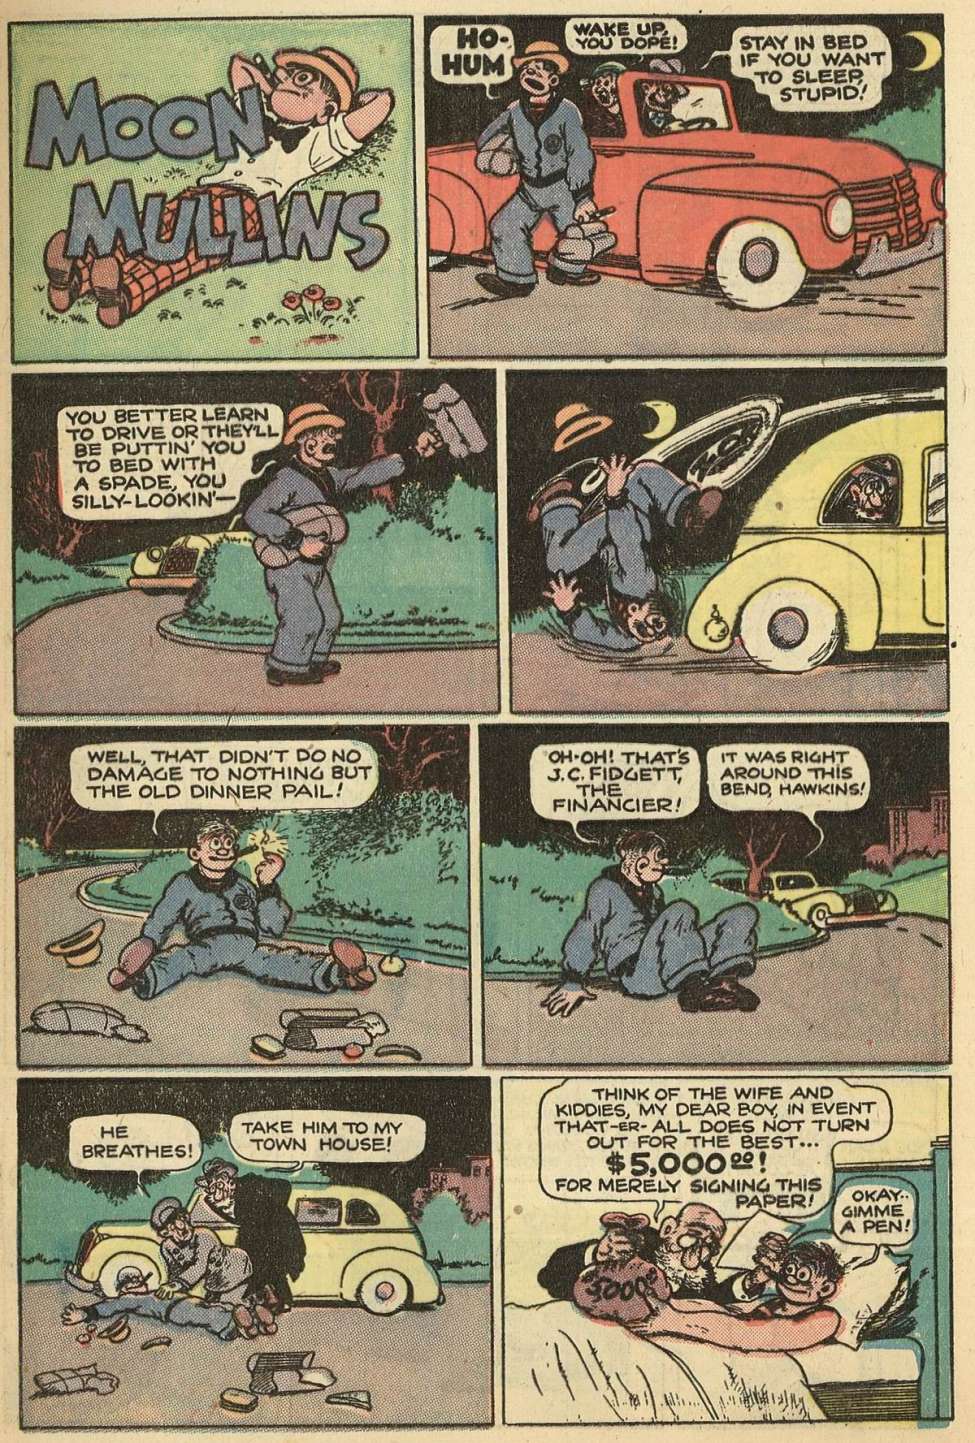 MOON
MULLINS
HO-
HUM
WAKE UP,
YOU DOPE!
STAY IN BED
IF YOU WANT
TO SLEEP,
STUPID!
YOU BETTER LEARN
TO DRIVE OR THEY'LL
BE PUTTIN' YOU
TO BED WITH
A SPADE, YOU
SILLY-LOOKIN'—
WELL, THAT DIDN'T DO NO
DAMAGE TO NOTHING BUT
THE OLD DINNER PAIL!
OH-OH! THAT'S
J.C. FIDGETT,
THE
FINANCIER!
IT WAS RIGHT
AROUND THIS
BEND, HAWKINS!
HE
BREATHES!
TAKE HIM TO MY
TOWN HOUSE!
THINK OF THE WIFE AND
KIDDIES, MY DEAR BOY, IN EVENT
THAT-ER- ALL DOES NOT TURN
OUT FOR THE BEST...
$5,000.00!
FOR MERELY SIGNING THIS
PAPER!
OKAY..
GIMME
A PEN!
$5000.00